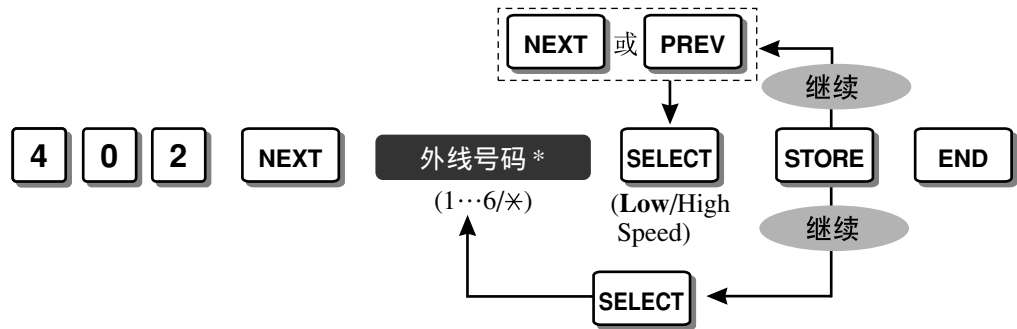 NEXT 或 PREV
继续
4 0 2 NEXT 外线号码* SELECT STORE END
(1···6/✳) (Low/High
Speed)
继续
SELECT